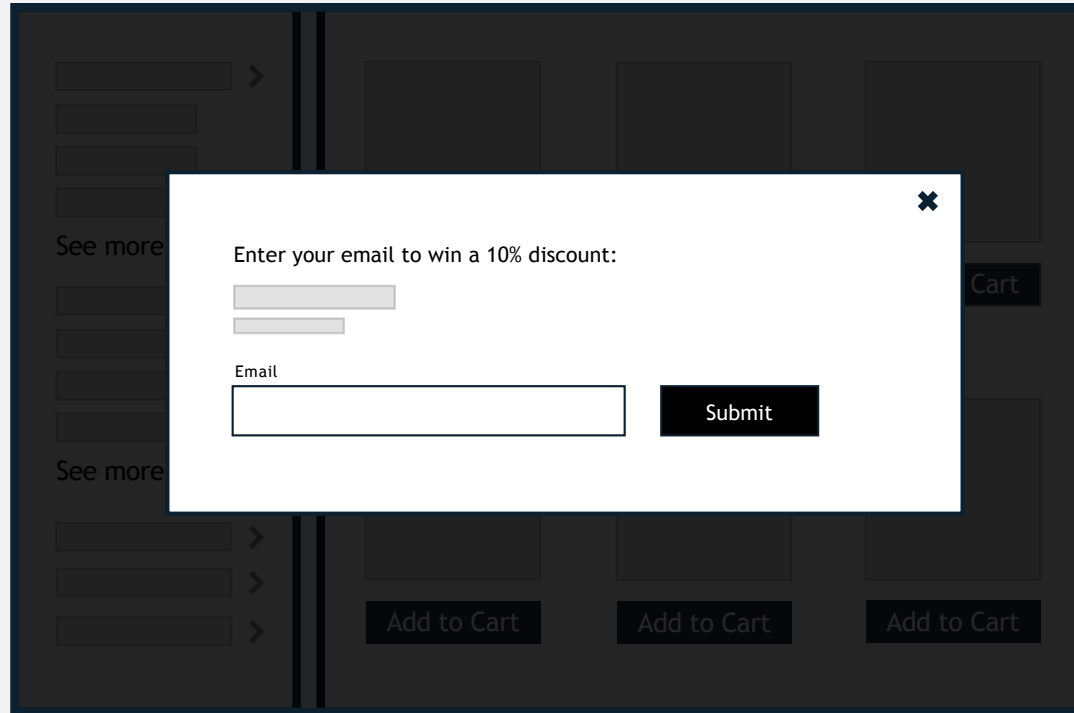 See more
Enter your email to win a 10% discount:
Cart
Email
Submit
See more
Add to Cart
Add to Cart
Add to Cart